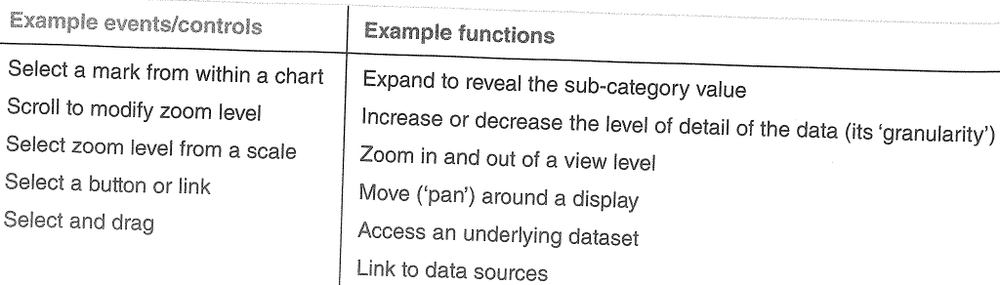 Example events/controls
Select a mark from within a chart
Scroll to modify zoom level
Select zoom level from a scale
Select a button or link
Select and drag
Example functions
Expand to reveal the sub-category value
Increase or decrease the level of detail of the data (its ‘granularity’)
Zoom in and out of a view level
Move (‘pan’) around a display
Access an underlying dataset
Link to data sources